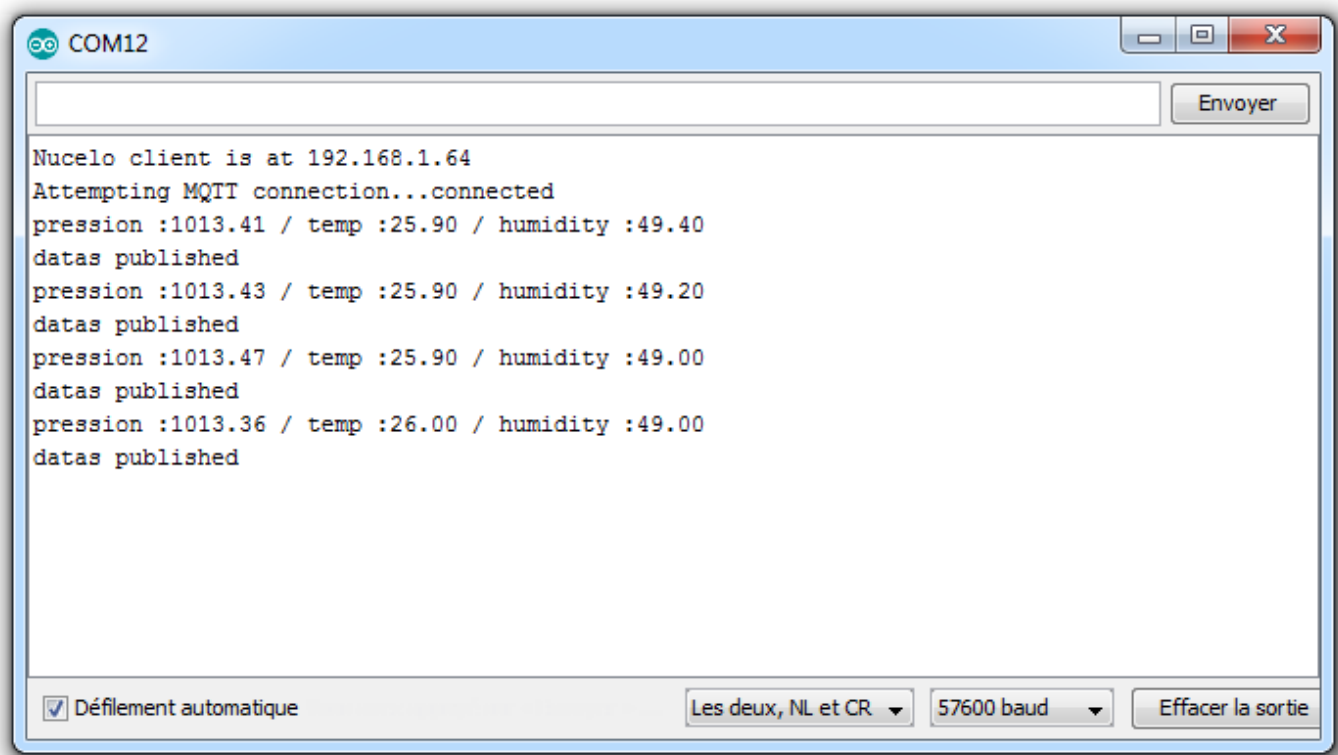 COM12
Envoyer
Nucelo client is at 192.168.1.64
Attempting MQTT connection...connected
pression :1013.41 / temp :25.90 / humidity :49.40
datas published
pression :1013.43 / temp :25.90 / humidity :49.20
datas published
pression :1013.47 / temp :25.90 / humidity :49.00
datas published
pression :1013.36 / temp :26.00 / humidity :49.00
datas published
Défilement automatique Les deux, NL et CR 57600 baud Effacer la sortie